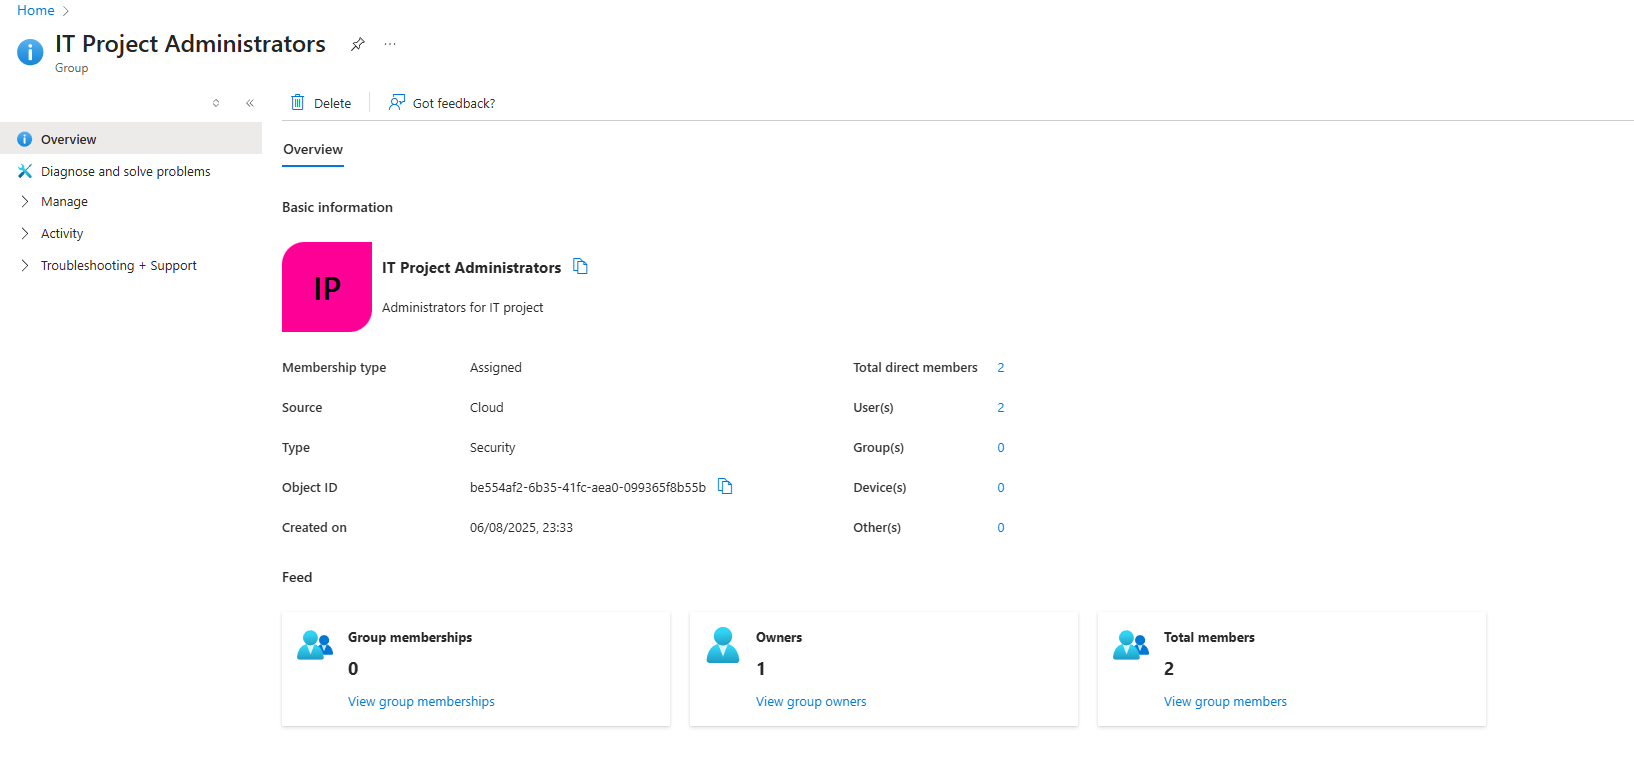 Home
IT Project Administrators
Group
Delete
Got feedback?
Overview
Diagnose and solve problems
Manage
Activity
Troubleshooting + Support
Overview
Basic information
IP
IT Project Administrators
Administrators for IT project
Membership type Assigned Total direct members 2
Source Cloud User(s) 2
Type Security Group(s) 0
Object ID be554af2-6b35-41fc-aea0-099365f8b55b Device(s) 0
Created on 06/08/2025, 23:33 Other(s) 0
Feed
Group memberships
0
View group memberships
Owners
1
View group owners
Total members
2
View group members